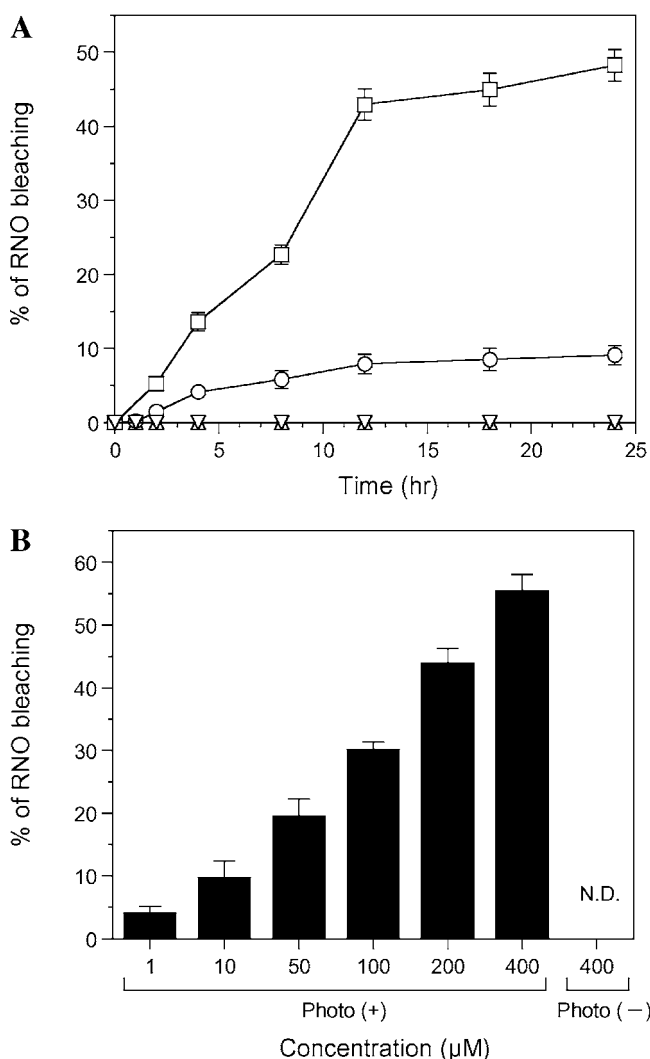 A
% of RNO bleaching
50
40
30
20
10
0
0 5 10 15 20 25
Time (hr)
B
% of RNO bleaching
60
50
40
30
20
10
0
N.D.
1 10 50 100 200 400 400
Photo (+) Photo (−)
Concentration (µM)